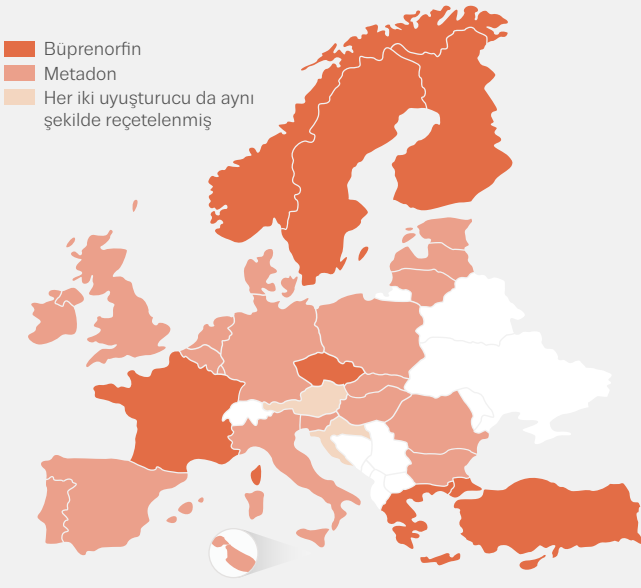 Büprenorfin
Metadon
Her iki uyuşturucu da aynı
şekilde reçetelenmiş